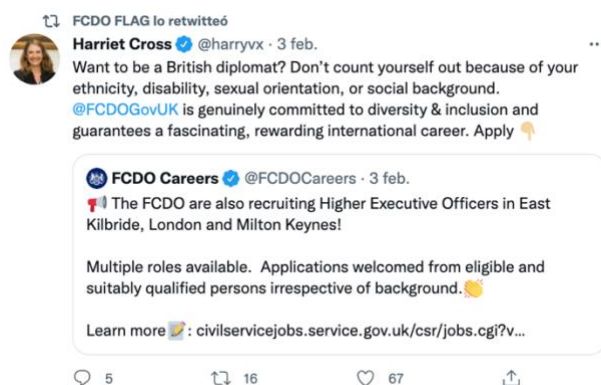 FCDO FLAG lo retwitteó
Harriet Cross @harryvx · 3 feb.
Want to be a British diplomat? Don't count yourself out because of your
ethnicity, disability, sexual orientation, or social background.
@FCDOGovUK is genuinely committed to diversity & inclusion and
guarantees a fascinating, rewarding international career. Apply 👇🏼
FCDO Careers @FCDOCareers · 3 feb.
📢 The FCDO are also recruiting Higher Executive Officers in East
Kilbride, London and Milton Keynes!
Multiple roles available.  Applications welcomed from eligible and
suitably qualified persons irrespective of background.👏
Learn more 📝: civilservicejobs.service.gov.uk/csr/jobs.cgi?v...
5 16 67